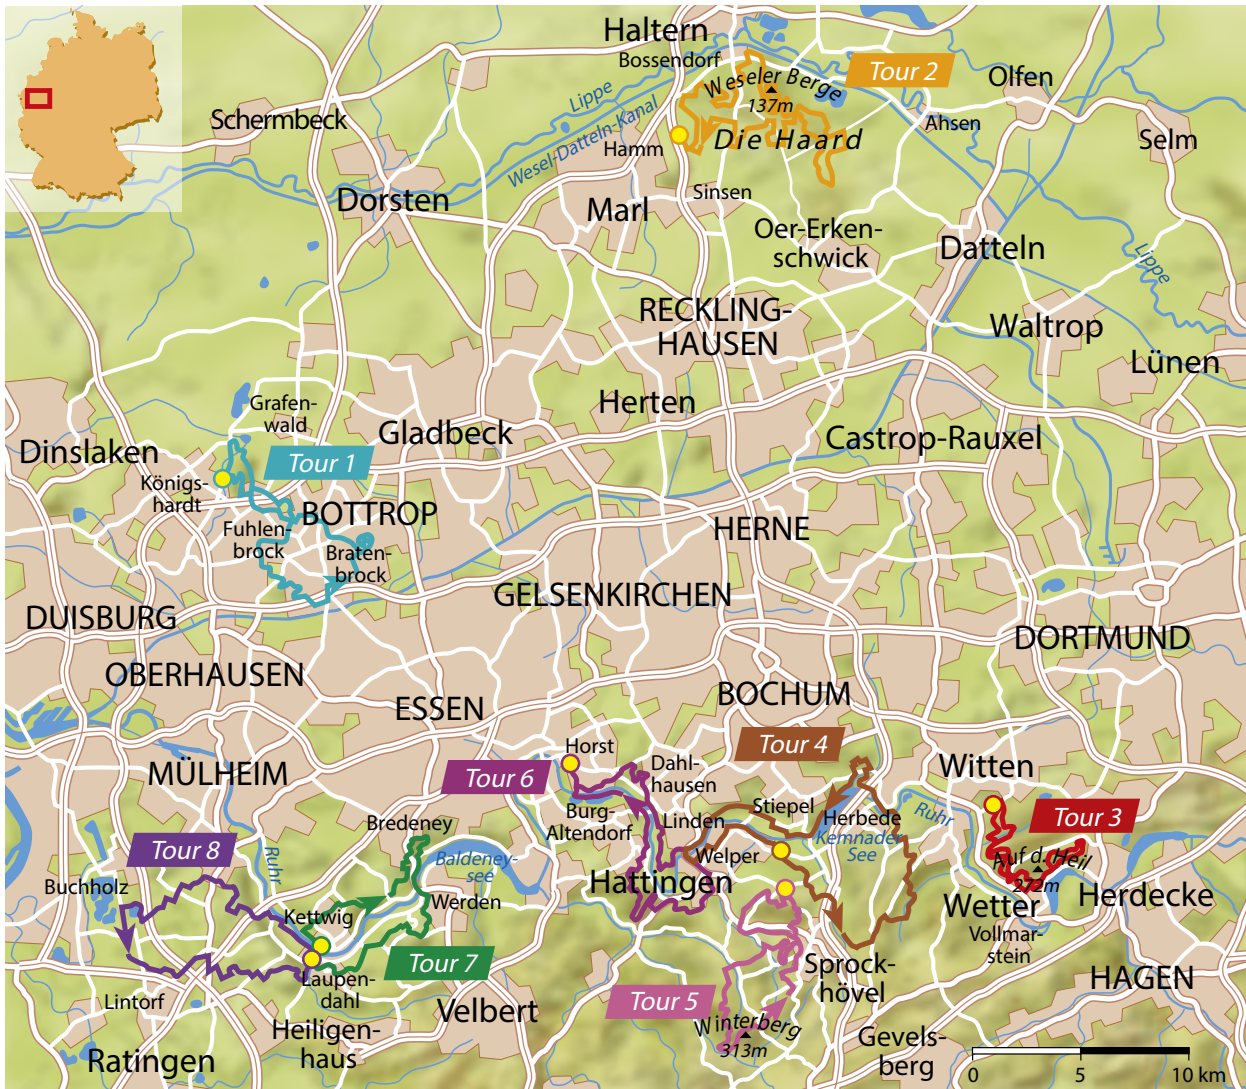 Haltern
Bossendorf
Tour 2
Weseler Berge
137m
Olfen
Lippe
Schermbeck
Wesel-Datteln-Kanal
Ahsen
Hamm
Die Haard
Selm
Sinsen
Dorsten
Marl
Oer-Erken-
schwick
Datteln
Lippe
RECKLING-
HAUSEN
Waltrop
Lünen
Grafen-
wald
Herten
Gladbeck
Castrop-Rauxel
Dinslaken
Tour 1
Königs-
hardt
BOTTROP
Fuhlen-
brock
Braten-
brock
HERNE
GELSENKIRCHEN
DUISBURG
DORTMUND
OBERHAUSEN
ESSEN
BOCHUM
Horst
Tour 4
Tour 6
Dahl-
hausen
Witten
MÜLHEIM
Burg-
Altendorf
Linden
Stiepel
Herbede
Kemnader
See
Ruhr
Tour 3
Bredeney
Tour 8
Ruhr
Baldeney-
see
Welper
Auf d. Heil
272m
Buchholz
Hattingen
Herdecke
Kettwig
Werden
Wetter
Vollmar-
stein
Tour 7
Laupen-
dahl
Sprock-
hövel
HAGEN
Lintorf
Tour 5
Velbert
Winterberg
313m
Heiligen-
haus
Gevels-
berg
Ratingen
0 5 10 km